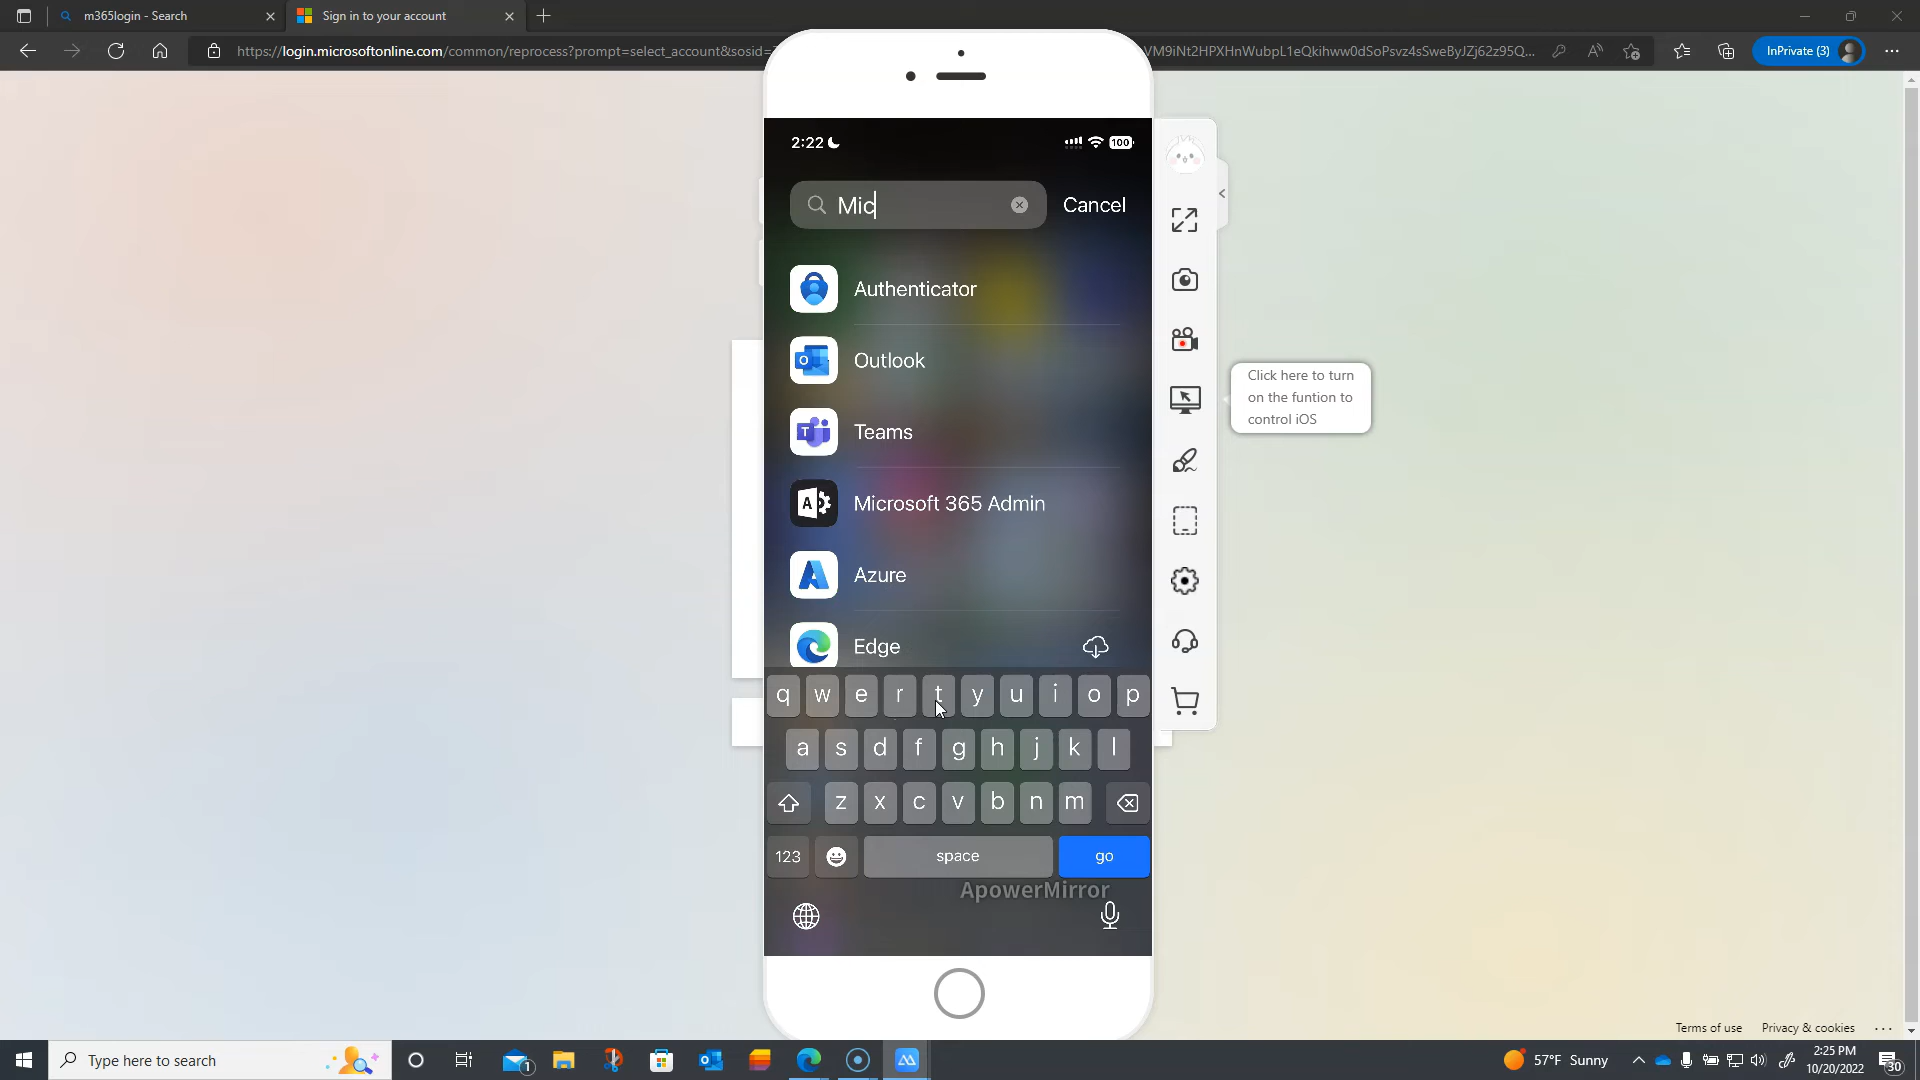 m365login - Search
Sign in to your account
https://login.microsoftonline.com/common/reprocess?prompt=select_account&sosid=
VM9iNt2HPXHnWubpL1eQkihww0dSoPsvz4sSweByJZj62z95Q...
InPrivate (3)
2:22
100
Mic
Cancel
Authenticator
Outlook
Teams
Microsoft 365 Admin
Azure
Edge
Click here to turn
on the funtion to
control iOS
q w e r t y u i o p
a s d f g h j k l
z x c v b n m
123
space
go
ApowerMirror
Terms of use
Privacy & cookies
...
Type here to search
1
57°F Sunny
2:25 PM
10/20/2022
30